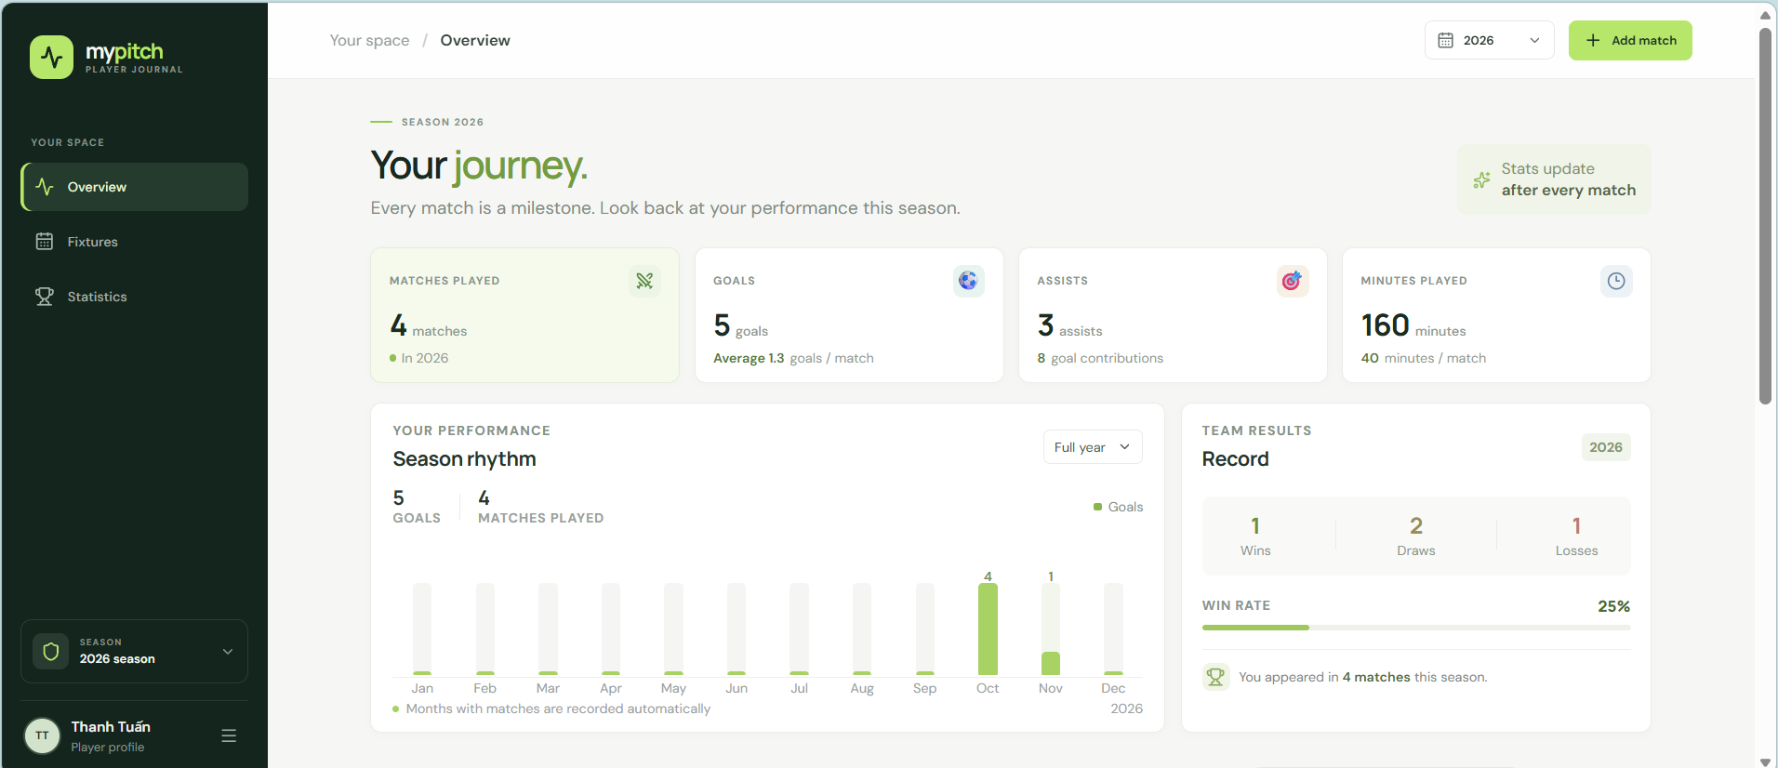 mypitch
PLAYER JOURNAL
YOUR SPACE
Overview
Fixtures
Statistics
SEASON
2026 season
TT
Thanh Tuấn
Player profile
Your space / Overview
2026
Add match
SEASON 2026
Your journey.
Every match is a milestone. Look back at your performance this season.
Stats update
after every match
MATCHES PLAYED
4 matches
In 2026
GOALS
5 goals
Average 1.3 goals / match
ASSISTS
3 assists
8 goal contributions
MINUTES PLAYED
160 minutes
40 minutes / match
YOUR PERFORMANCE
Season rhythm
Full year
5
GOALS
4
MATCHES PLAYED
Goals
4 1
Jan Feb Mar Apr May Jun Jul Aug Sep Oct Nov Dec
Months with matches are recorded automatically
2026
TEAM RESULTS
Record
2026
1 2 1
Wins Draws Losses
WIN RATE 25%
You appeared in 4 matches this season.